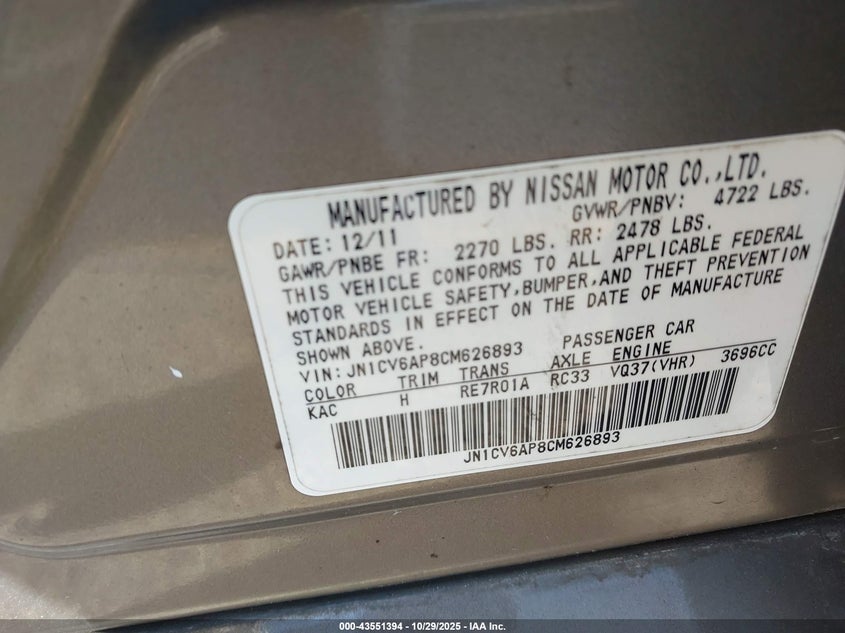 MANUFACTURED BY NISSAN MOTOR CO.,LTD.
DATE: 12/11 GVWR/PNBV: 4722 LBS.
GAWR/PNBE FR: 2270 LBS. RR: 2478 LBS.
THIS VEHICLE CONFORMS TO ALL APPLICABLE FEDERAL
MOTOR VEHICLE SAFETY,BUMPER,AND THEFT PREVENTION
STANDARDS IN EFFECT ON THE DATE OF MANUFACTURE
SHOWN ABOVE.
VIN: JN1CV6AP8CM626893 PASSENGER CAR
COLOR TRIM TRANS AXLE ENGINE
KAC H RE7R01A RC33 VQ37(VHR) 3696CC
JN1CV6AP8CM626893
000-43551394 | 10/29/2025 - IAA Inc.